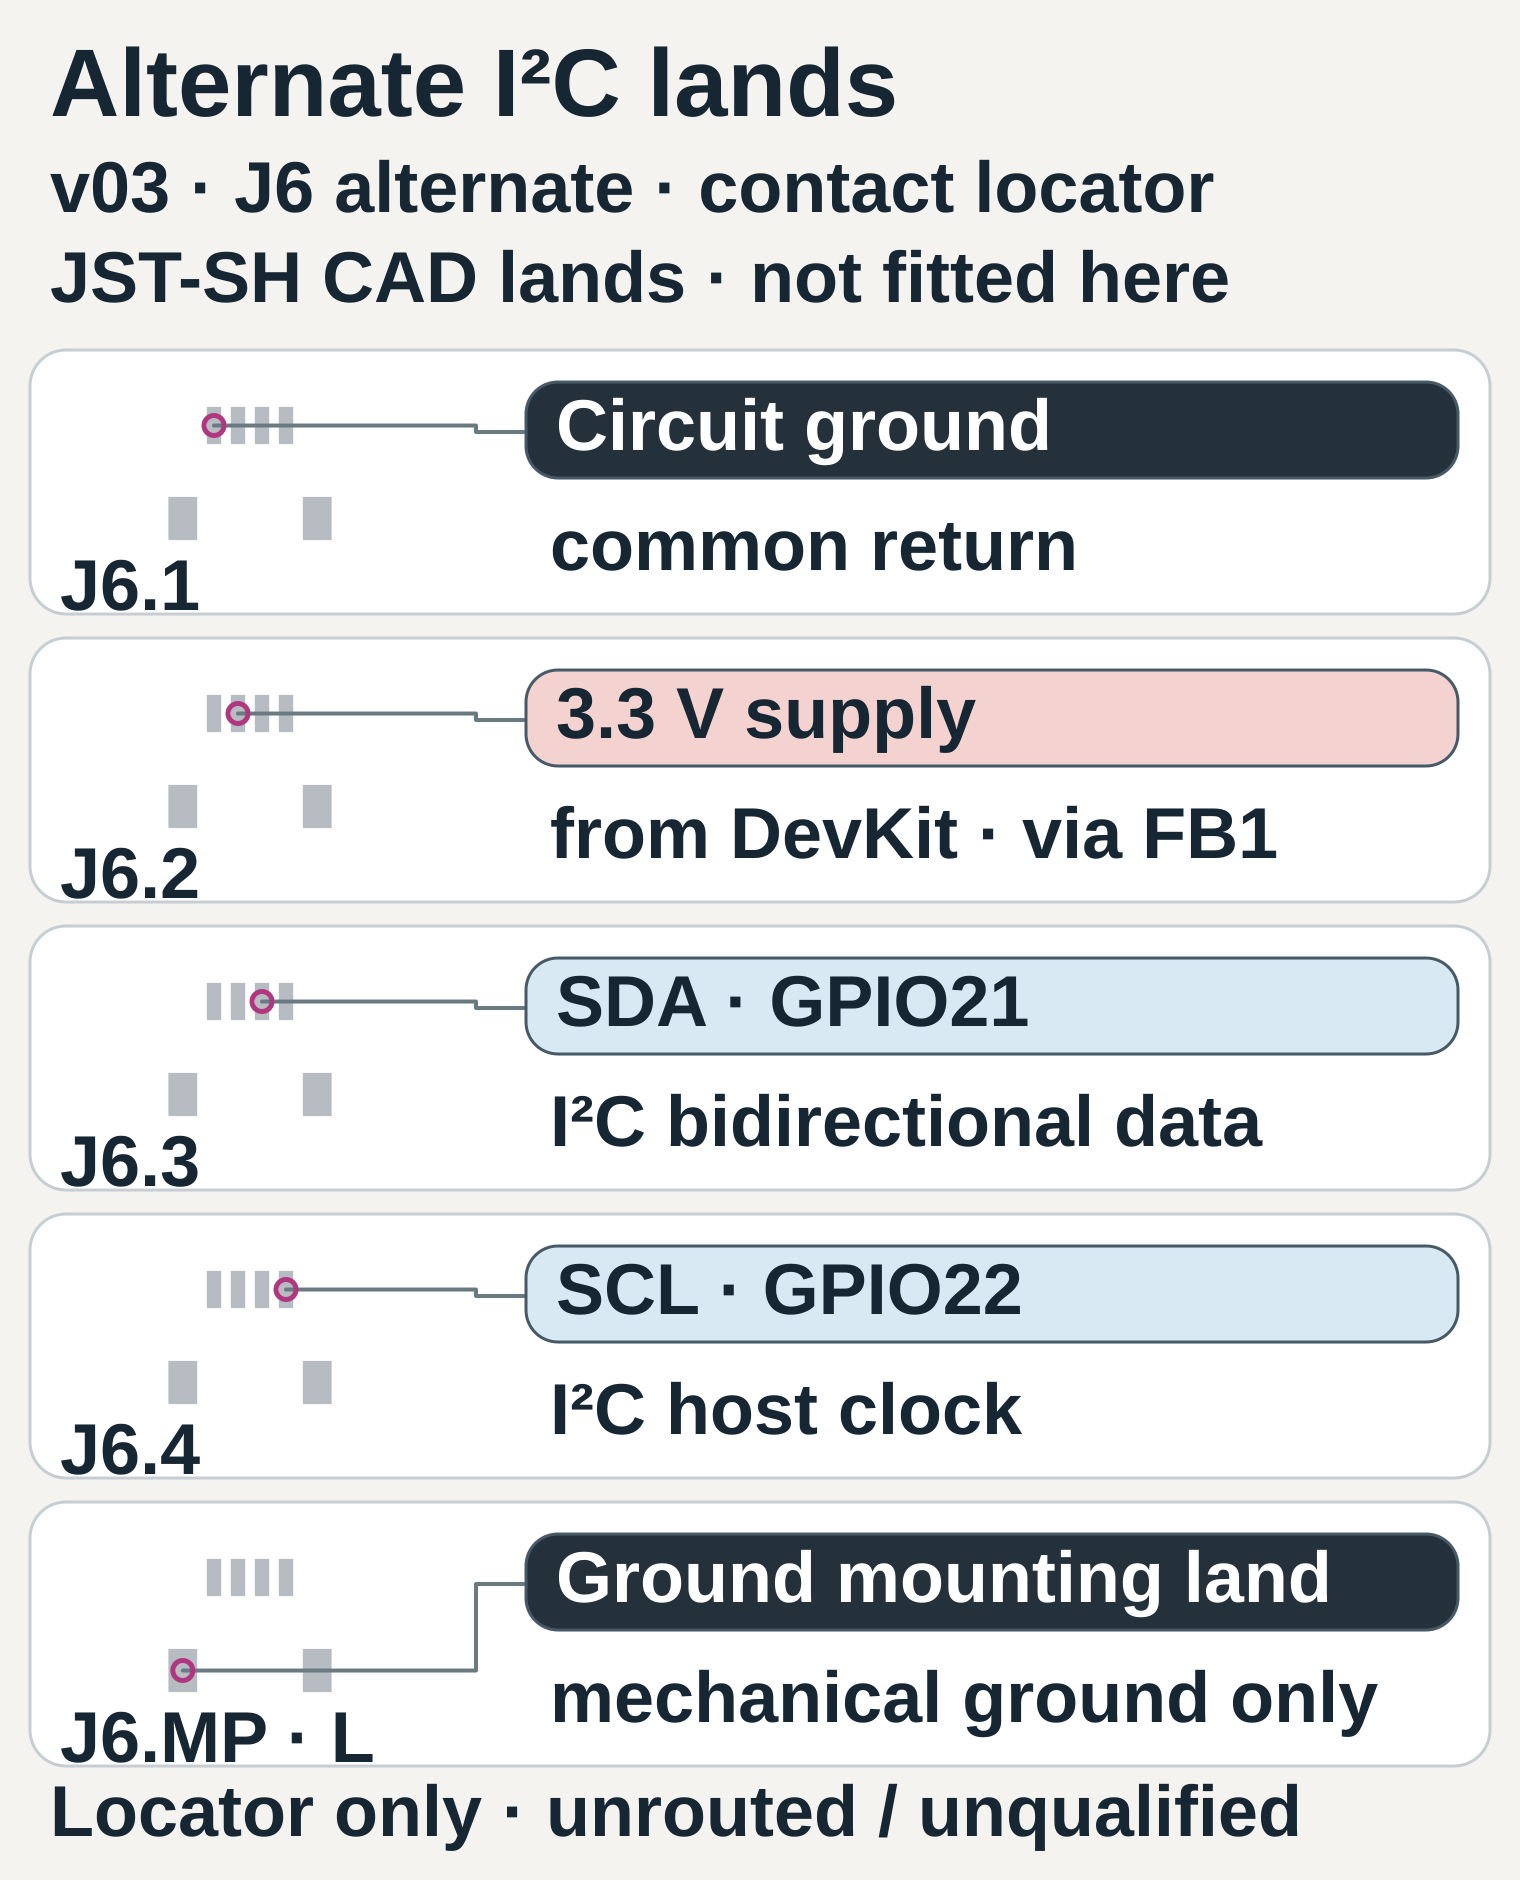 Alternate I²C lands
v03 · J6 alternate · contact locator
JST-SH CAD lands · not fitted here
Circuit ground
common return
J6.1
3.3 V supply
from DevKit · via FB1
J6.2
SDA · GPIO21
I²C bidirectional data
J6.3
SCL · GPIO22
I²C host clock
J6.4
Ground mounting land
mechanical ground only
J6.MP · L
Locator only · unrouted / unqualified